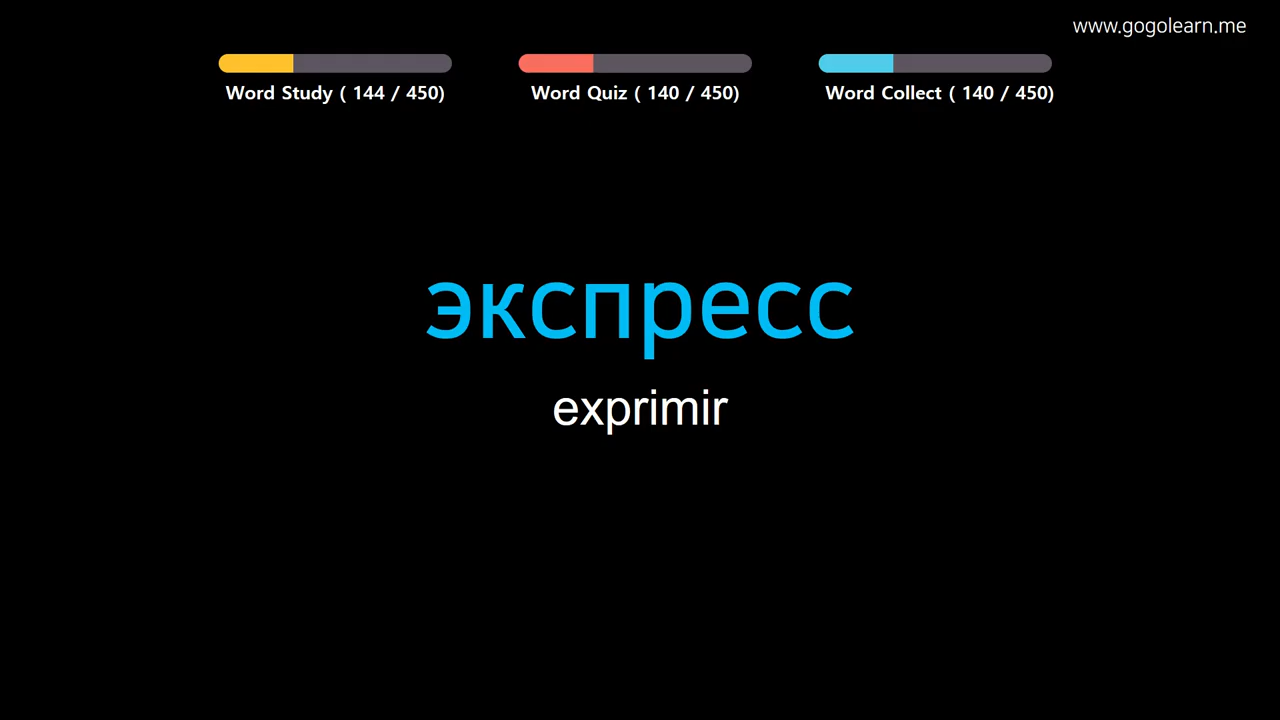 www.gogolearn.me
Word Study ( 144 / 450)
Word Quiz ( 140 / 450)
Word Collect ( 140 / 450)
экспресс
exprimir